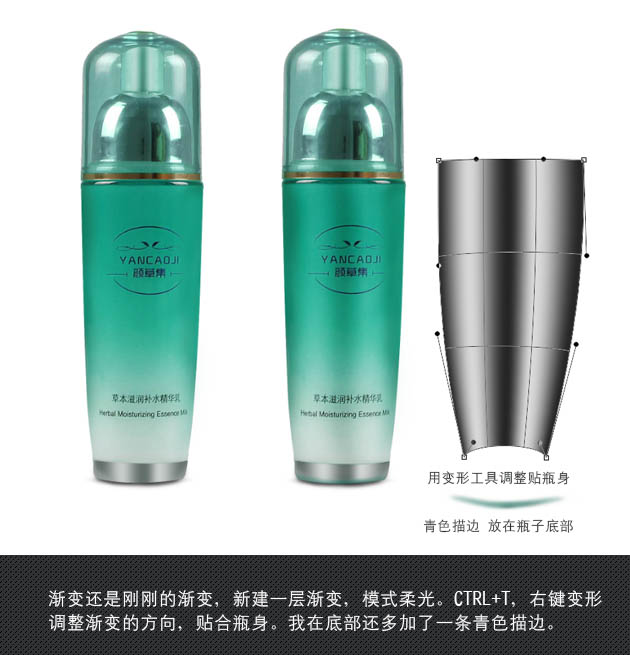 YANCAOJI
颜草集
草本滋润补水精华乳
Herbal Moisturizing Essence Milk
YANCAOJI
颜草集
草本滋润补水精华乳
Herbal Moisturizing Essence Milk
用变形工具调整贴瓶身
青色描边 放在瓶子底部
渐变还是刚刚的渐变，新建一层渐变，模式柔光。CTRL+T，右键变形
调整渐变的方向，贴合瓶身。我在底部还多加了一条青色描边。